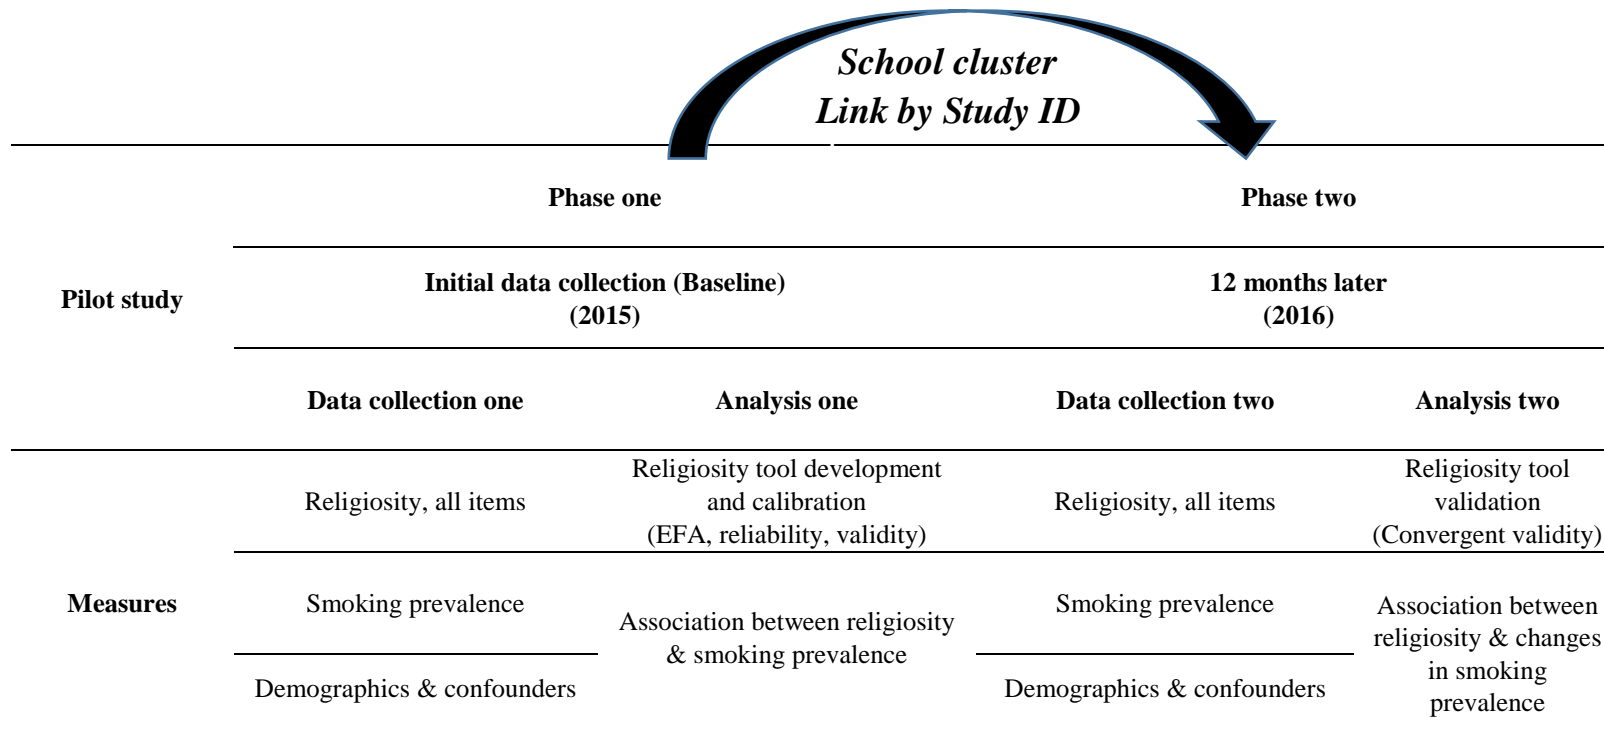 School cluster
Link by Study ID
Phase one
Phase two
Pilot study
Initial data collection (Baseline)
(2015)
12 months later
(2016)
Data collection one
Analysis one
Data collection two
Analysis two
Measures
Religiosity, all items
Religiosity tool development
and calibration
(EFA, reliability, validity)
Religiosity, all items
Religiosity tool
validation
(Convergent validity)
Smoking prevalence
Association between religiosity
& smoking prevalence
Smoking prevalence
Association between
religiosity & changes
in smoking
prevalence
Demographics & confounders
Demographics & confounders